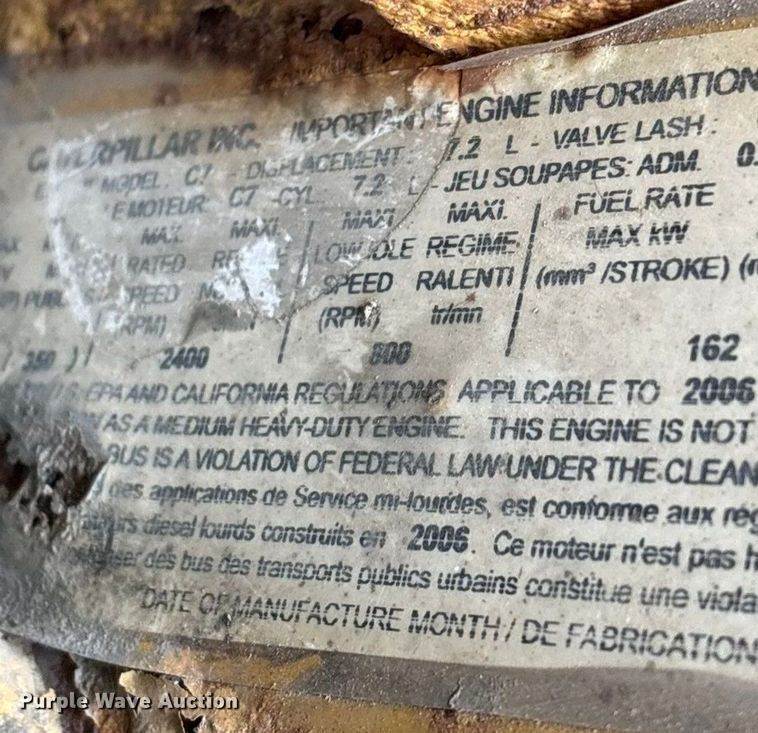 CATERPILLAR INC. IMPORTANT ENGINE INFORMATION
MODEL. C7 - DISPLACEMENT: 7.2 L - VALVE LASH:
MOTEUR C7 -CYL. 7.2 L - JEU SOUPAPES: ADM. 0.
MAX. MAXI. MAXI. MAXI. FUEL RATE
RATED LOW IDLE REGIME MAX kW
SPEED SPEED RALENTI (mm³ /STROKE)
(RPM) (RPM) tr/mn
350 ) / 2400 800 162
EPA AND CALIFORNIA REGULATIONS APPLICABLE TO 2006
AS A MEDIUM HEAVY-DUTY ENGINE. THIS ENGINE IS NOT
BUS IS A VIOLATION OF FEDERAL LAW UNDER THE CLEAN
des applications de Service mi-lourdes, est conforme aux rég
diesel lourds construits en 2006. Ce moteur n'est pas h
des bus des transports publics urbains constitue une viola
DATE OF MANUFACTURE MONTH / DE FABRICATION
Purple Wave Auction